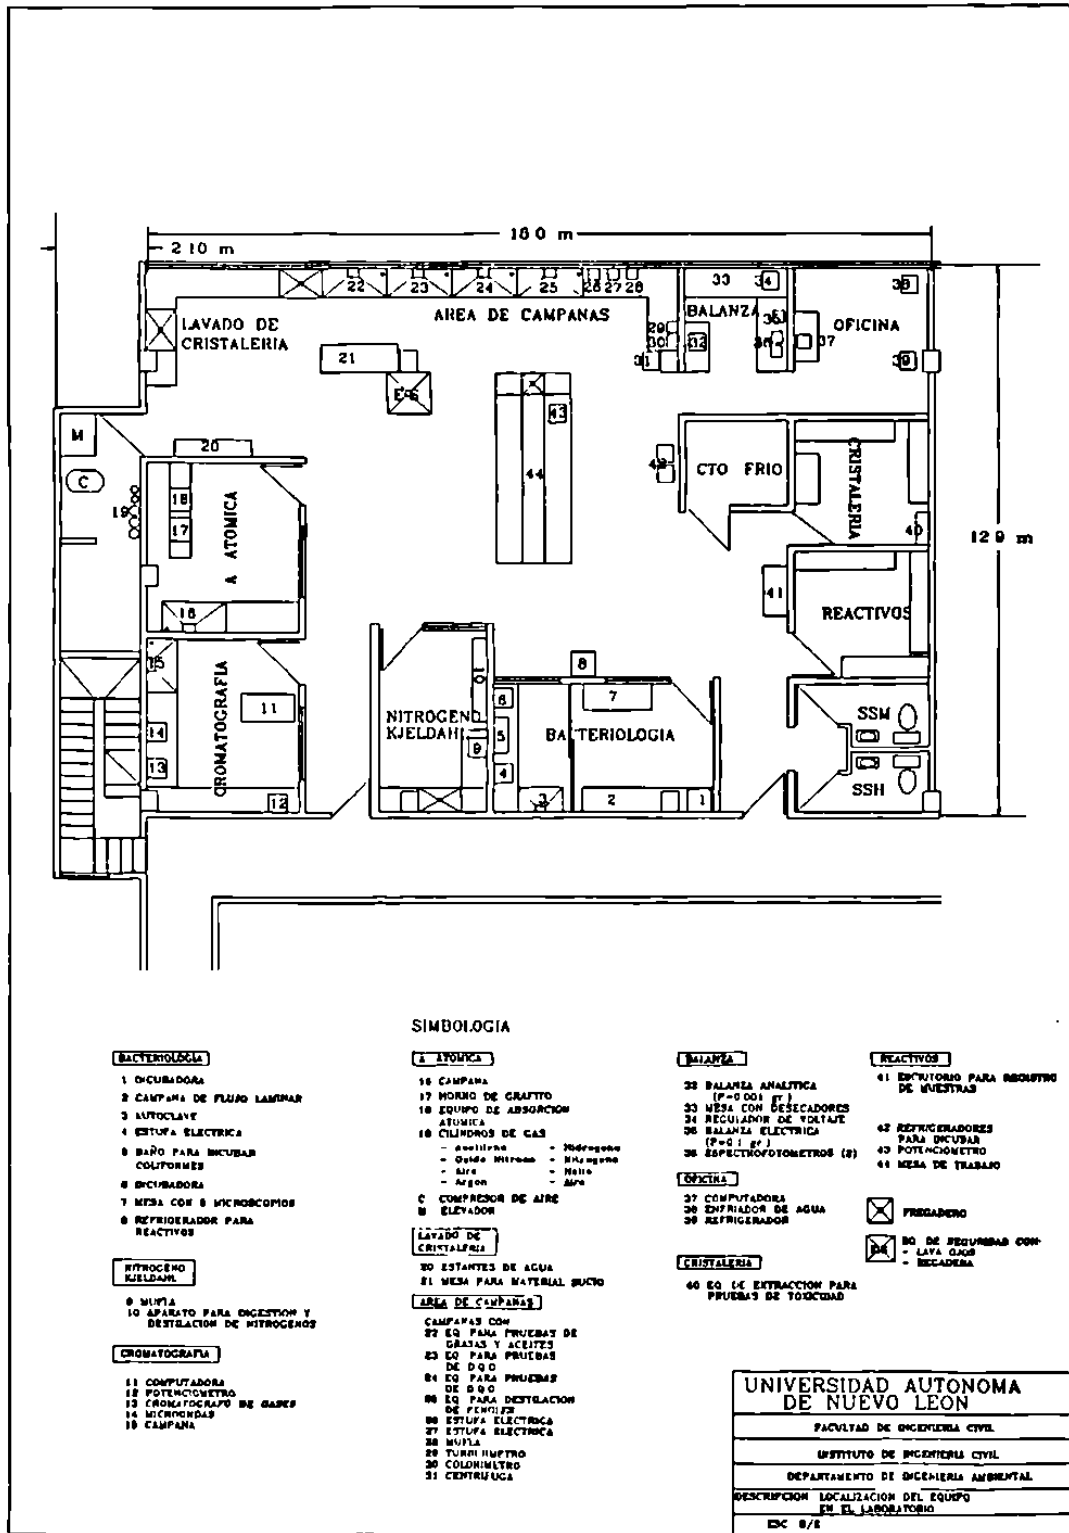 18 0 m
2 10 m
22
23
24
25
26
27
28
33
34
LAVADO DE
CRISTALERIA
AREA DE CAMPANAS
BALANZA
OFICINA
38
29
30
31
32
35
36
37
39
21
43
M
20
C
18
17
19
A ATOMICA
44
42
CTO FRIO
CRISTALERIA
40
12 9 m
41
REACTIVOS
16
15
CROMATOGRAFIA
11
14
13
12
NITROGENO
KJELDAHL
10
9
8
6
7
5
BACTERIOLOGIA
4
3
2
1
SSM
SSH
SIMBOLOGIA
BACTERIOLOGIA
1 INCUBADORA
2 CAMPANA DE FLUJO LAMINAR
3 AUTOCLAVE
4 ESTUFA ELECTRICA
5 BAÑO PARA INCUBAR
COLIFORMES
6 INCUBADORA
7 MESA CON 5 MICROSCOPIOS
8 REFRIGERADOR PARA
REACTIVOS
NITROGENO
KJELDAHL
9 MUFLA
10 APARATO PARA DIGESTION Y
DESTILACION DE NITROGENOS
CROMATOGRAFIA
11 COMPUTADORA
12 POTENCIOMETRO
13 CROMATOGRAFO DE GASES
14 MICROONDAS
15 CAMPANA
A ATOMICA
16 CAMPANA
17 HORNO DE GRAFITO
18 EQUIPO DE ABSORCION
ATOMICA
19 CILINDROS DE GAS
- Acetileno - Hidrogeno
- Oxido Nitroso - Nitrogeno
- Aire - Helio
- Argon - Aire
C COMPRESOR DE AIRE
M ELEVADOR
LAVADO DE
CRISTALERIA
20 ESTANTES DE AGUA
21 MESA PARA MATERIAL SUCIO
AREA DE CAMPANAS
CAMPANAS CON
22 EQ PARA PRUEBAS DE
GRASAS Y ACEITES
23 EQ PARA PRUEBAS
DE DQO
24 EQ PARA PRUEBAS
DE DQO
25 EQ PARA DESTILACION
DE FENOLES
26 ESTUFA ELECTRICA
27 ESTUFA ELECTRICA
28 MUFLA
29 TURBIDIMETRO
30 COLORIMETRO
31 CENTRIFUGA
BALANZA
32 BALANZA ANALITICA
(P=0 001 gr )
33 MESA CON DESECADORES
34 REGULADOR DE VOLTAJE
35 BALANZA ELECTRICA
(P=0 1 gr )
36 ESPECTROFOTOMETROS (2)
OFICINA
37 COMPUTADORA
38 ENFRIADOR DE AGUA
39 REFRIGERADOR
CRISTALERIA
40 EQ DE EXTRACCION PARA
PRUEBAS DE TOXICIDAD
REACTIVOS
41 ESCRITORIO PARA REGISTRO
DE MUESTRAS
42 REFRIGERADORES
PARA INCUBAR
43 POTENCIOMETRO
44 MESA DE TRABAJO
FREGADERO
EQ DE SEGURIDAD CON:
- LAVA OJOS
- REGADERA
UNIVERSIDAD AUTONOMA
DE NUEVO LEON
FACULTAD DE INGENIERIA CIVIL
INSTITUTO DE INGENIERIA CIVIL
DEPARTAMENTO DE INGENIERIA AMBIENTAL
DESCRIPCION LOCALIZACION DEL EQUIPO
EN EL LABORATORIO
ESC S/E